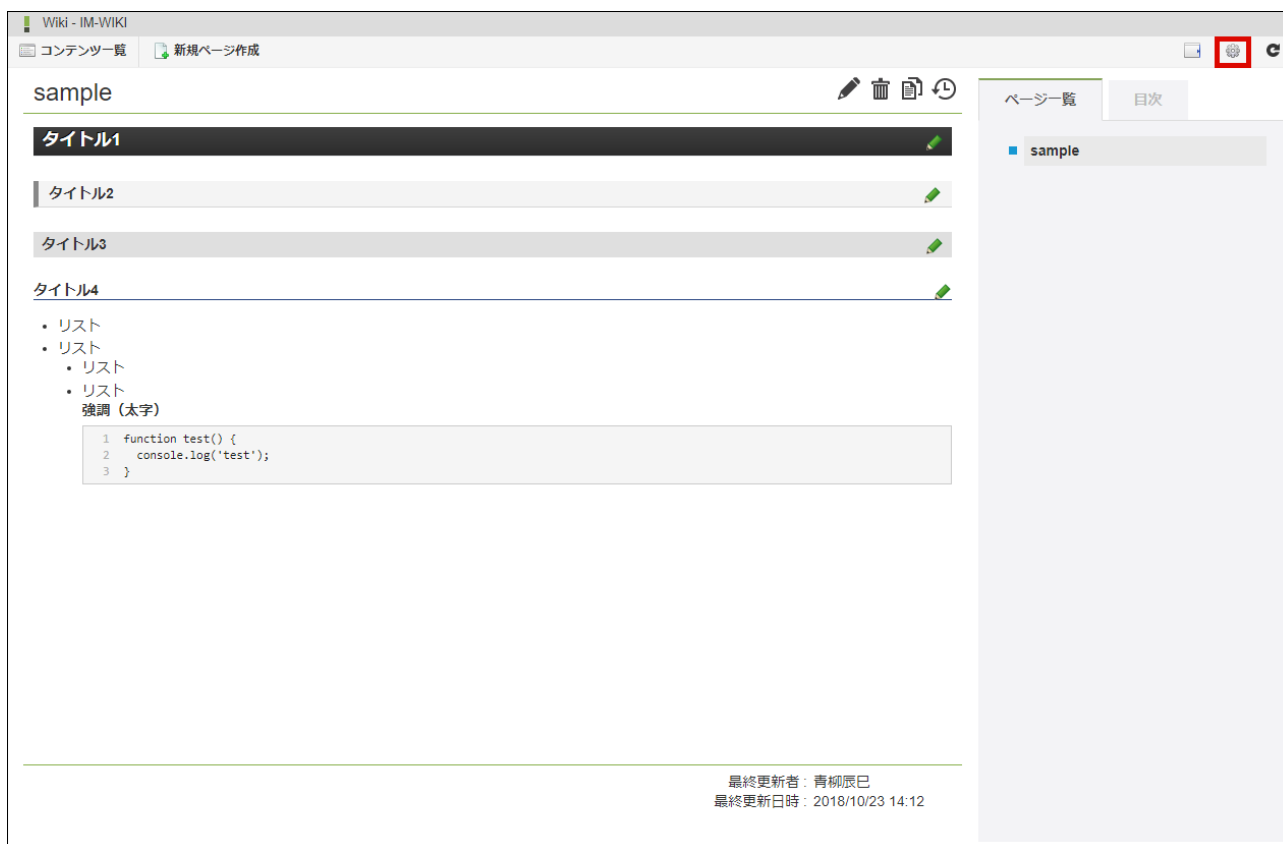 Wiki - IM-WIKI
コンテンツ一覧 新規ページ作成
sample
ページ一覧 目次
sample
タイトル1
タイトル2
タイトル3
タイトル4
• リスト
• リスト
• リスト
• リスト
強調（太字）
1 function test() {
2 console.log('test');
3 }
最終更新者 : 青柳辰巳
最終更新日時 : 2018/10/23 14:12